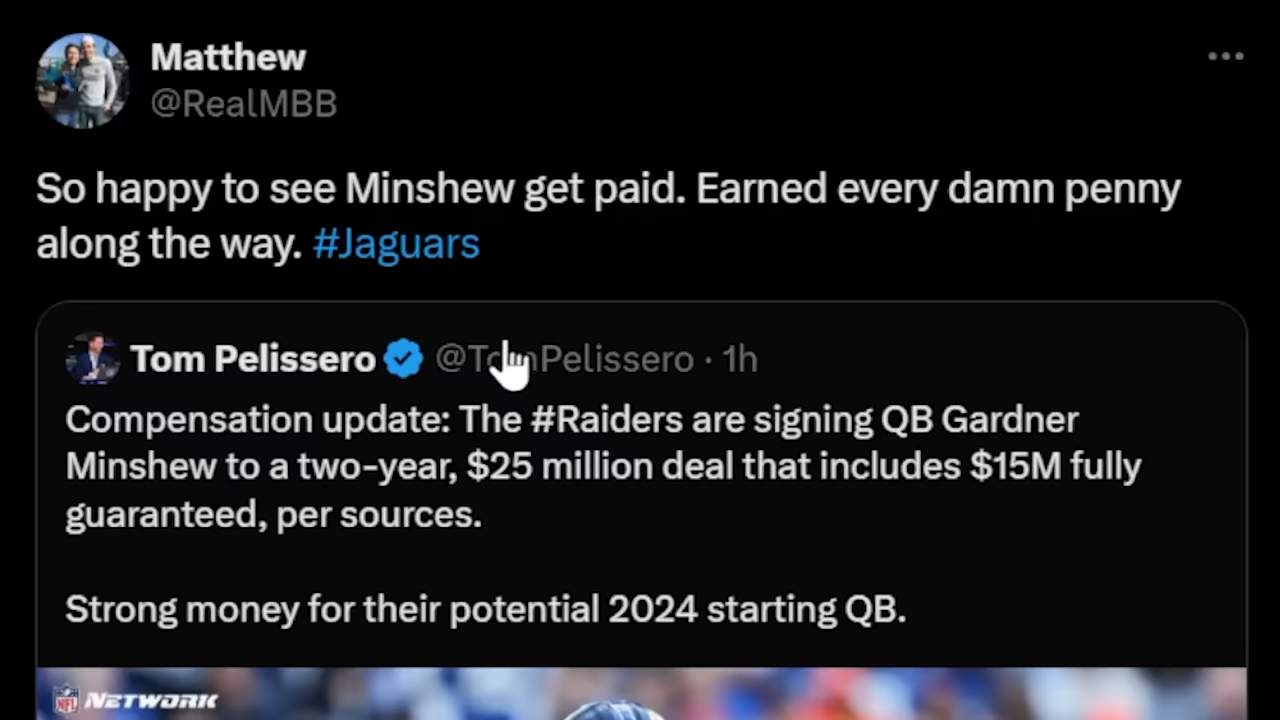 Matthew
@RealMBB
So happy to see Minshew get paid. Earned every damn penny
along the way. #Jaguars
Tom Pelissero @TomPelissero · 1h
Compensation update: The #Raiders are signing QB Gardner
Minshew to a two-year, $25 million deal that includes $15M fully
guaranteed, per sources.
Strong money for their potential 2024 starting QB.
NFL NETWORK